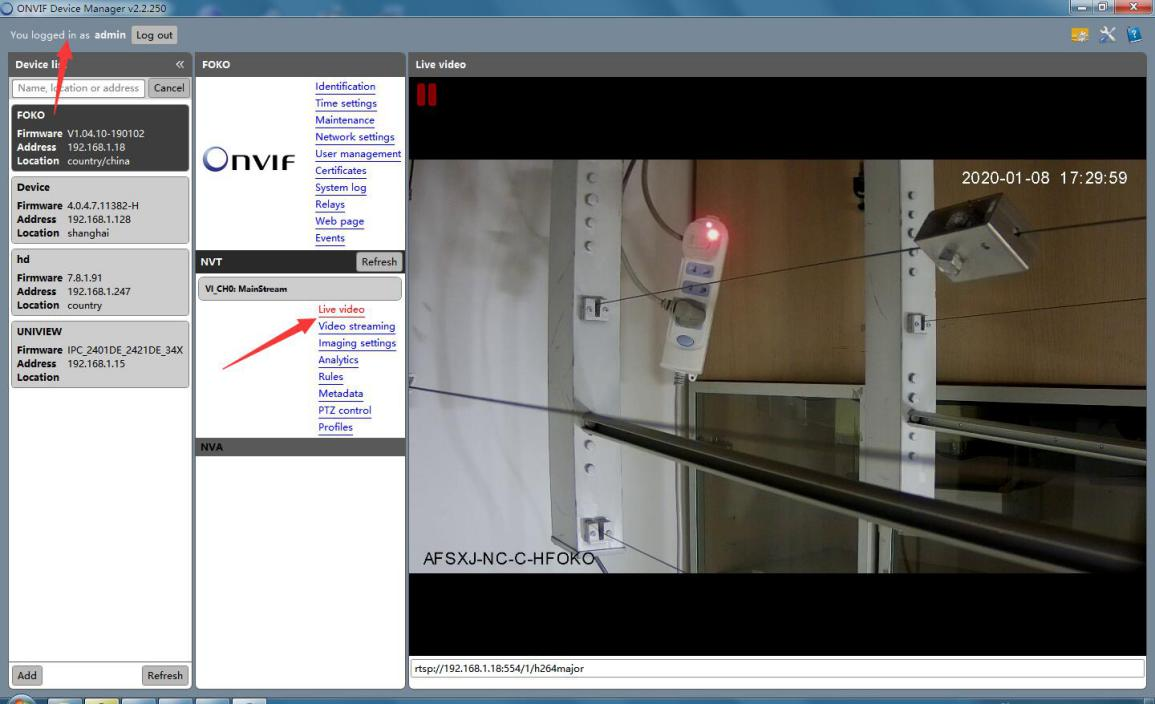 ONVIF Device Manager v2.2.250
You logged in as admin Log out
Device li
«
Name, location or address Cancel
FOKO
Firmware V1.04.10-190102
Address 192.168.1.18
Location country/china
Device
Firmware 4.0.4.7.11382-H
Address 192.168.1.128
Location shanghai
hd
Firmware 7.8.1.91
Address 192.168.1.247
Location country
UNIVIEW
Firmware IPC_2401DE_2421DE_34X
Address 192.168.1.15
Location
Add Refresh
FOKO
ONVIF
Identification
Time settings
Maintenance
Network settings
User management
Certificates
System log
Relays
Web page
Events
NVT Refresh
VI_CH0: MainStream
Live video
Video streaming
Imaging settings
Analytics
Rules
Metadata
PTZ control
Profiles
NVA
Live video
2020-01-08 17:29:59
AFSXJ-NC-C-HFOKO
rtsp://192.168.1.18:554/1/h264major